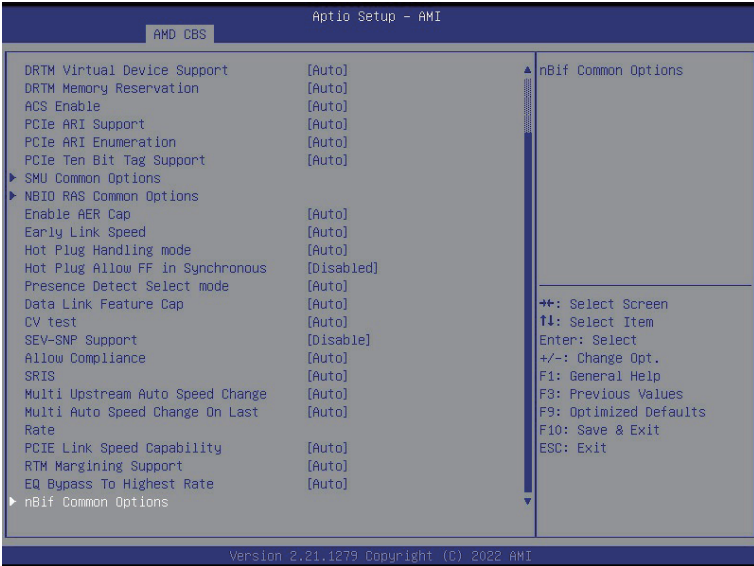 Aptio Setup – AMI
AMD CBS
DRTM Virtual Device Support [Auto]
DRTM Memory Reservation [Auto]
ACS Enable [Auto]
PCIe ARI Support [Auto]
PCIe ARI Enumeration [Auto]
PCIe Ten Bit Tag Support [Auto]
SMU Common Options
NBIO RAS Common Options
Enable AER Cap [Auto]
Early Link Speed [Auto]
Hot Plug Handling mode [Auto]
Hot Plug Allow FF in Synchronous [Disabled]
Presence Detect Select mode [Auto]
Data Link Feature Cap [Auto]
CV test [Auto]
SEV-SNP Support [Disable]
Allow Compliance [Auto]
SRIS [Auto]
Multi Upstream Auto Speed Change [Auto]
Multi Auto Speed Change On Last [Auto]
Rate
PCIE Link Speed Capability [Auto]
RTM Margining Support [Auto]
EQ Bypass To Highest Rate [Auto]
nBif Common Options
nBif Common Options
→←: Select Screen
↑↓: Select Item
Enter: Select
+/-: Change Opt.
F1: General Help
F3: Previous Values
F9: Optimized Defaults
F10: Save & Exit
ESC: Exit
Version 2.21.1279 Copyright (C) 2022 AMI